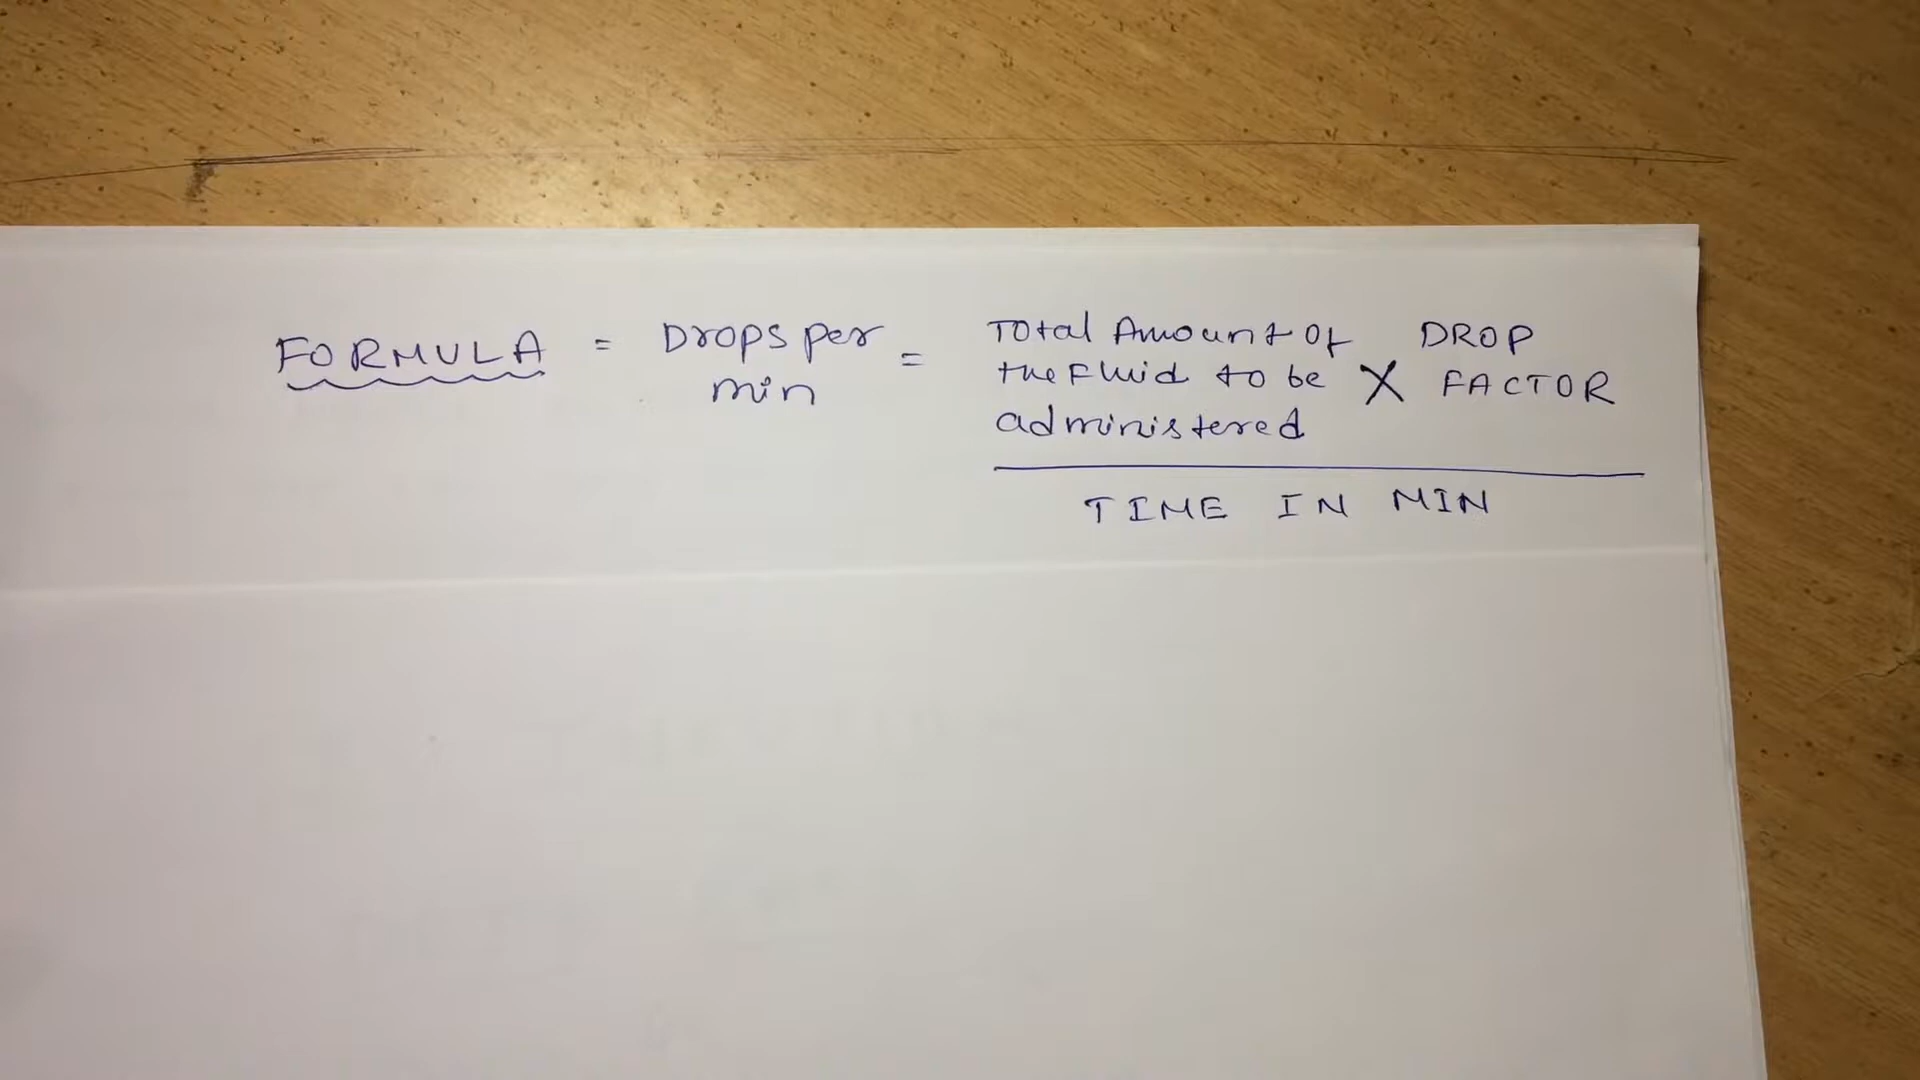 FORMULA = Drops per min = Total Amount of the Fluid to be administered X DROP FACTOR
TIME IN MIN